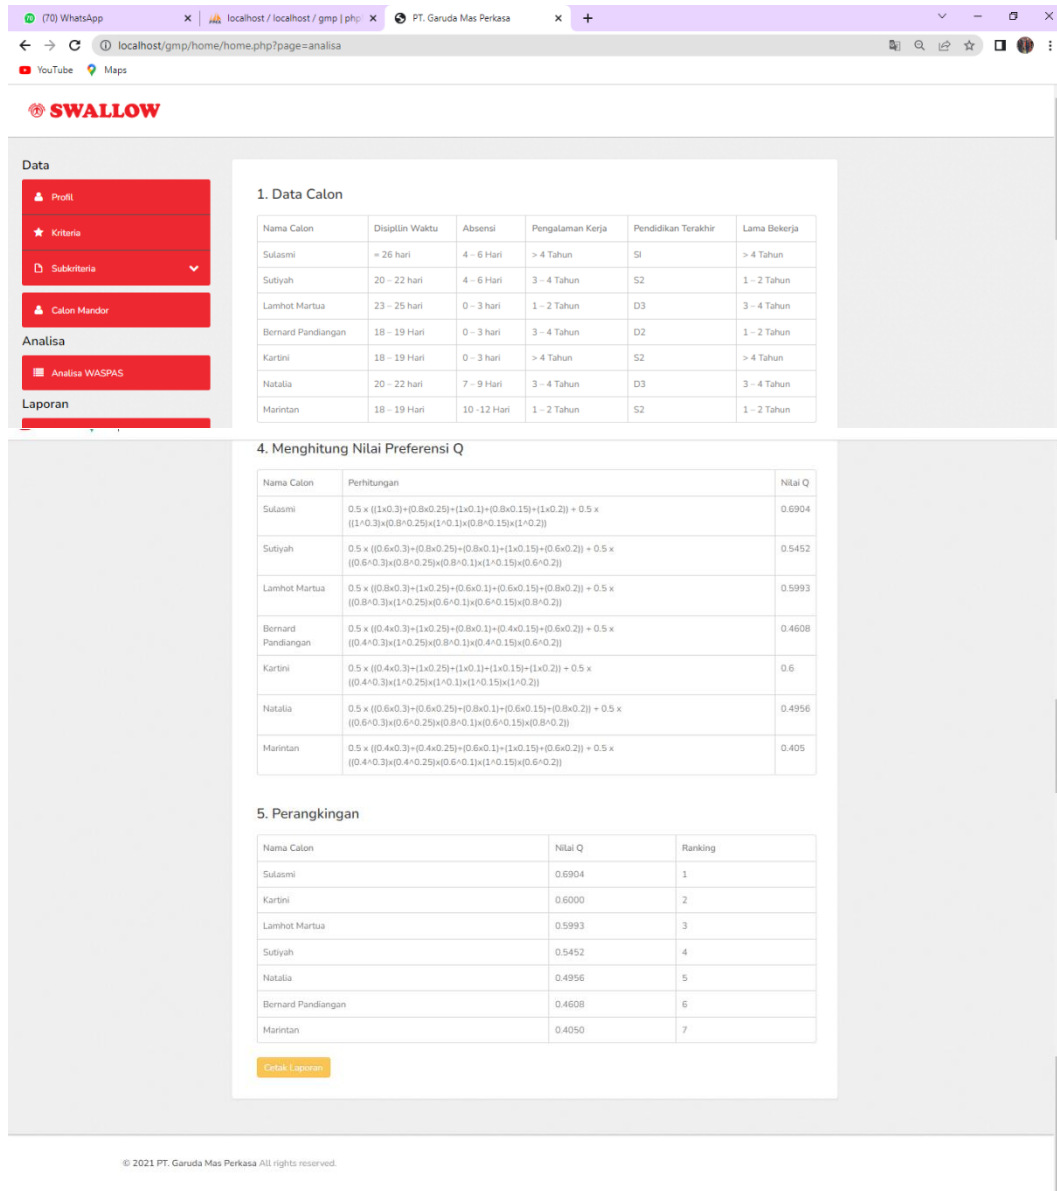 (70) WhatsApp
localhost / localhost / gmp | php
PT. Garuda Mas Perkasa
localhost/gmp/home/home.php?page=analisa
YouTube Maps
SWALLOW
Data
Profil
Kriteria
Subkriteria
Calon Mandor
Analisa
Analisa WASPAS
Laporan
1. Data Calon
Nama Calon Disipllin Waktu Absensi Pengalaman Kerja Pendidikan Terakhir Lama Bekerja
Sulasmi = 26 hari 4 – 6 Hari > 4 Tahun SI > 4 Tahun
Sutiyah 20 – 22 hari 4 – 6 Hari 3 – 4 Tahun S2 1 – 2 Tahun
Lamhot Martua 23 – 25 hari 0 – 3 hari 1 – 2 Tahun D3 3 – 4 Tahun
Bernard Pandiangan 18 – 19 Hari 0 – 3 hari 3 – 4 Tahun D2 1 – 2 Tahun
Kartini 18 – 19 Hari 0 – 3 hari > 4 Tahun S2 > 4 Tahun
Natalia 20 – 22 hari 7 – 9 Hari 3 – 4 Tahun D3 3 – 4 Tahun
Marintan 18 – 19 Hari 10 -12 Hari 1 – 2 Tahun S2 1 – 2 Tahun
4. Menghitung Nilai Preferensi Q
Nama Calon Perhitungan Nilai Q
Sulasmi 0.5 x ((1x0.3)+(0.8x0.25)+(1x0.1)+(0.8x0.15)+(1x0.2)) + 0.5 x 0.6904
((1^0.3)x(0.8^0.25)x(1^0.1)x(0.8^0.15)x(1^0.2))
Sutiyah 0.5 x ((0.6x0.3)+(0.8x0.25)+(0.8x0.1)+(1x0.15)+(0.6x0.2)) + 0.5 x 0.5452
((0.6^0.3)x(0.8^0.25)x(0.8^0.1)x(1^0.15)x(0.6^0.2))
Lamhot Martua 0.5 x ((0.8x0.3)+(1x0.25)+(0.6x0.1)+(0.6x0.15)+(0.8x0.2)) + 0.5 x 0.5993
((0.8^0.3)x(1^0.25)x(0.6^0.1)x(0.6^0.15)x(0.8^0.2))
Bernard 0.5 x ((0.4x0.3)+(1x0.25)+(0.8x0.1)+(0.4x0.15)+(0.6x0.2)) + 0.5 x 0.4608
Pandiangan ((0.4^0.3)x(1^0.25)x(0.8^0.1)x(0.4^0.15)x(0.6^0.2))
Kartini 0.5 x ((0.4x0.3)+(1x0.25)+(1x0.1)+(1x0.15)+(1x0.2)) + 0.5 x 0.6
((0.4^0.3)x(1^0.25)x(1^0.1)x(1^0.15)x(1^0.2))
Natalia 0.5 x ((0.6x0.3)+(0.6x0.25)+(0.8x0.1)+(0.6x0.15)+(0.8x0.2)) + 0.5 x 0.4956
((0.6^0.3)x(0.6^0.25)x(0.8^0.1)x(0.6^0.15)x(0.8^0.2))
Marintan 0.5 x ((0.4x0.3)+(0.4x0.25)+(0.6x0.1)+(1x0.15)+(0.6x0.2)) + 0.5 x 0.405
((0.4^0.3)x(0.4^0.25)x(0.6^0.1)x(1^0.15)x(0.6^0.2))
5. Perangkingan
Nama Calon Nilai Q Ranking
Sulasmi 0.6904 1
Kartini 0.6000 2
Lamhot Martua 0.5993 3
Sutiyah 0.5452 4
Natalia 0.4956 5
Bernard Pandiangan 0.4608 6
Marintan 0.4050 7
Cetak Laporan
© 2021 PT. Garuda Mas Perkasa All rights reserved.